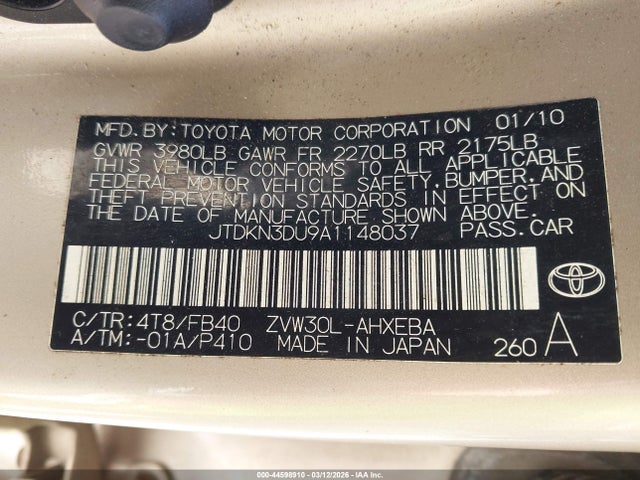 MFD. BY: TOYOTA MOTOR CORPORATION 01/10
GVWR 3980LB GAWR FR 2270LB RR 2175LB
THIS VEHICLE CONFORMS TO ALL APPLICABLE
FEDERAL MOTOR VEHICLE SAFETY, BUMPER, AND
THEFT PREVENTION STANDARDS IN EFFECT ON
THE DATE OF MANUFACTURE SHOWN ABOVE.
JTDKN3DU9A1148037 PASS.CAR
C/TR: 4T8/FB40 ZVW30L-AHXEBA
A/TM: -01A/P410 MADE IN JAPAN 260 A
000-44598910 - 03/12/2026 - IBPA383